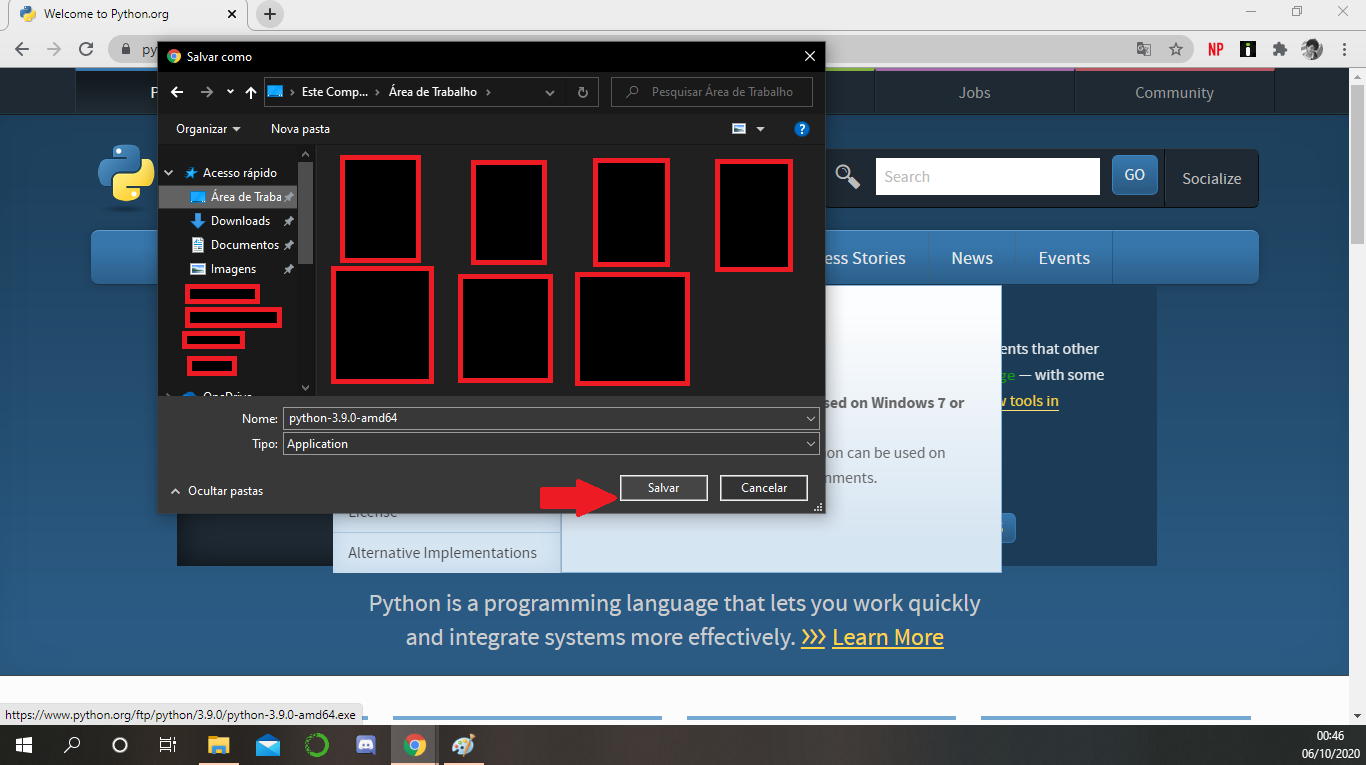 Welcome to Python.org
py
Salvar como
Este Comp...
Área de Trabalho
Pesquisar Área de Trabalho
Organizar
Nova pasta
Acesso rápido
Área de Traba
Downloads
Documentos
Imagens
Nome:
python-3.9.0-amd64
Tipo:
Application
Ocultar pastas
Salvar
Cancelar
NP
P
Jobs
Community
Search
GO
Socialize
ess Stories
News
Events
ents that other
ge — with some
w tools in
sed on Windows 7 or
on can be used on
nments.
License
Alternative Implementations
Python is a programming language that lets you work quickly
and integrate systems more effectively. >>> Learn More
https://www.python.org/ftp/python/3.9.0/python-3.9.0-amd64.exe
00:46
06/10/2020